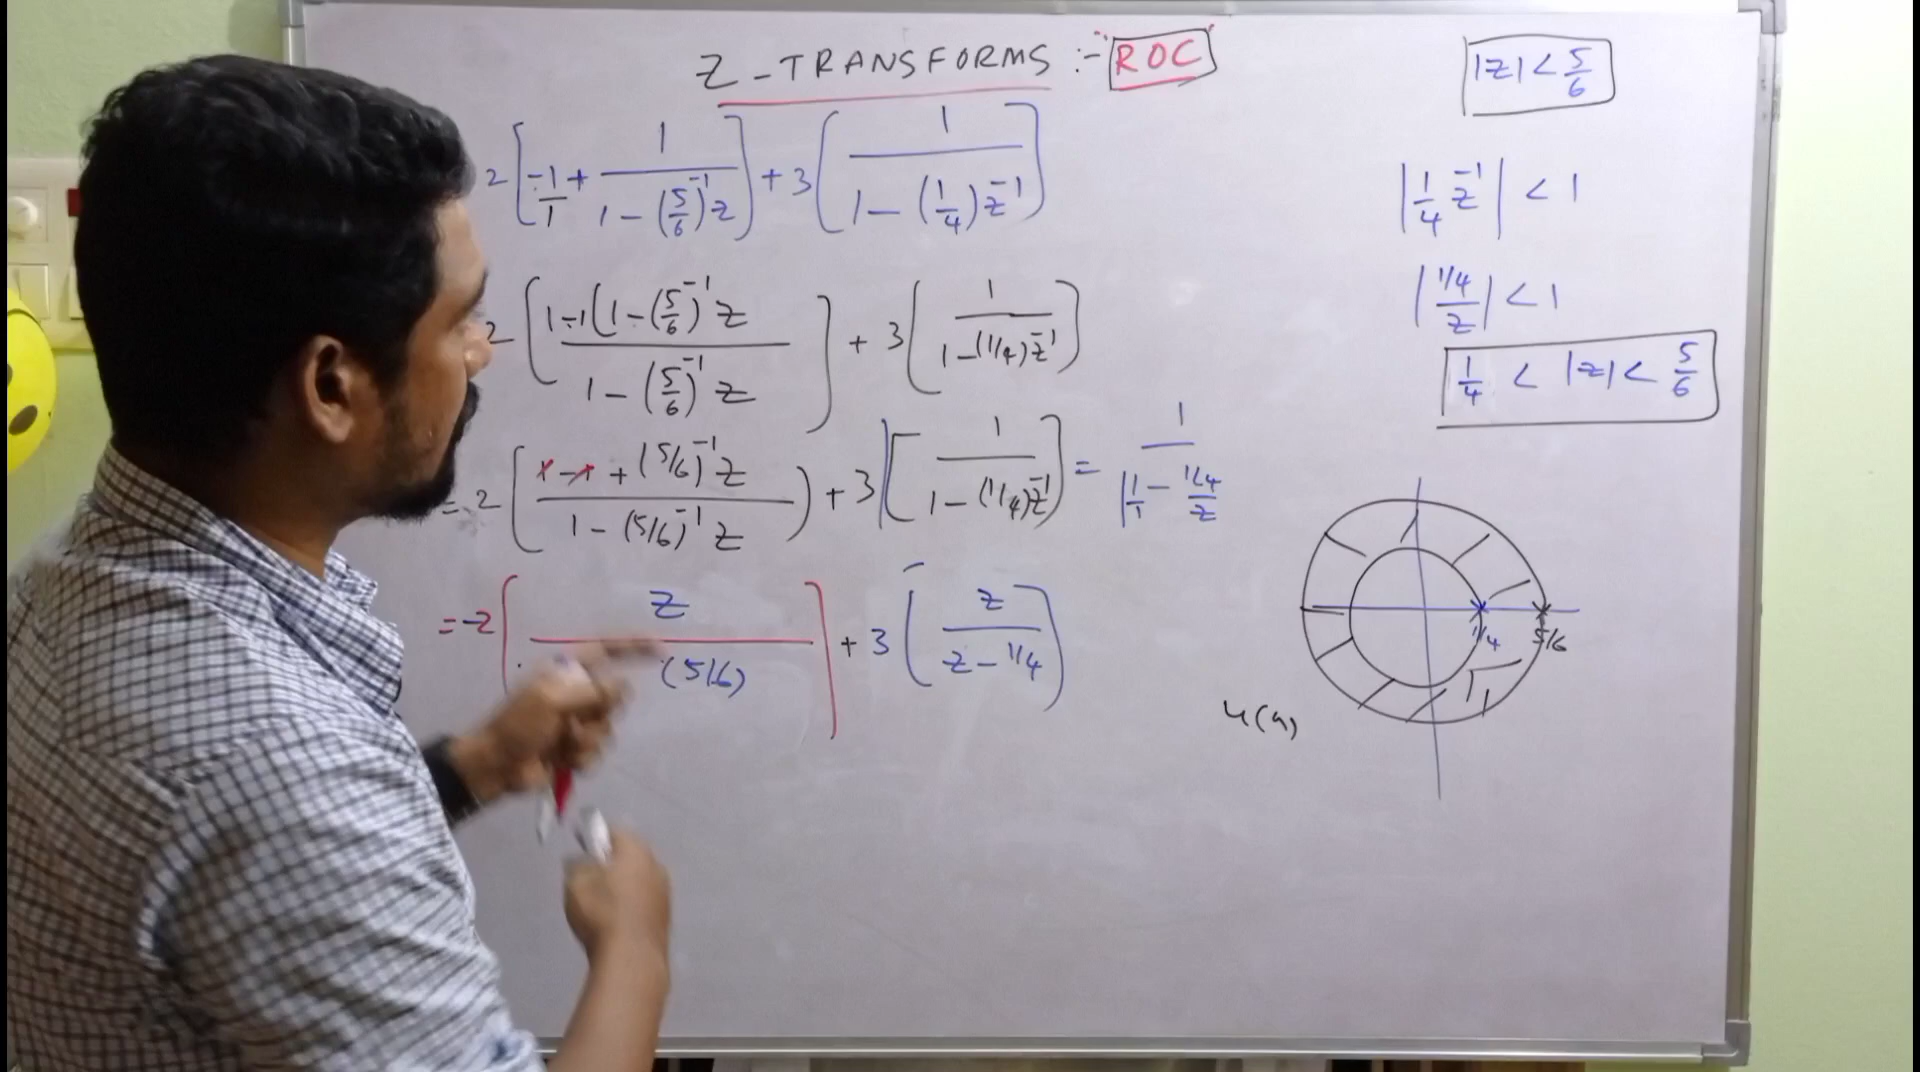 Z-TRANSFORMS :- ROC
|z| < 5/6
2[-1/1 + 1/(1-(5/6)^-1 z)] + 3(1/(1-(1/4)z^-1))
|1/4 z^-1| < 1
2[(1-1(1-(5/6)^-1 z)/(1-(5/6)^-1 z)] + 3(1/(1-(1/4)z^-1))
|1/4/z| < 1
1/4 < |z| < 5/6
= 2[(1-1+(5/6)^-1 z)/(1-(5/6)^-1 z)] + 3[1/(1-(1/4)z^-1)] = 1/(1/1 - 1/4/z)
= -2[z/ (5/6)] + 3(z/(z-1/4))
1/4 5/6
u(n)